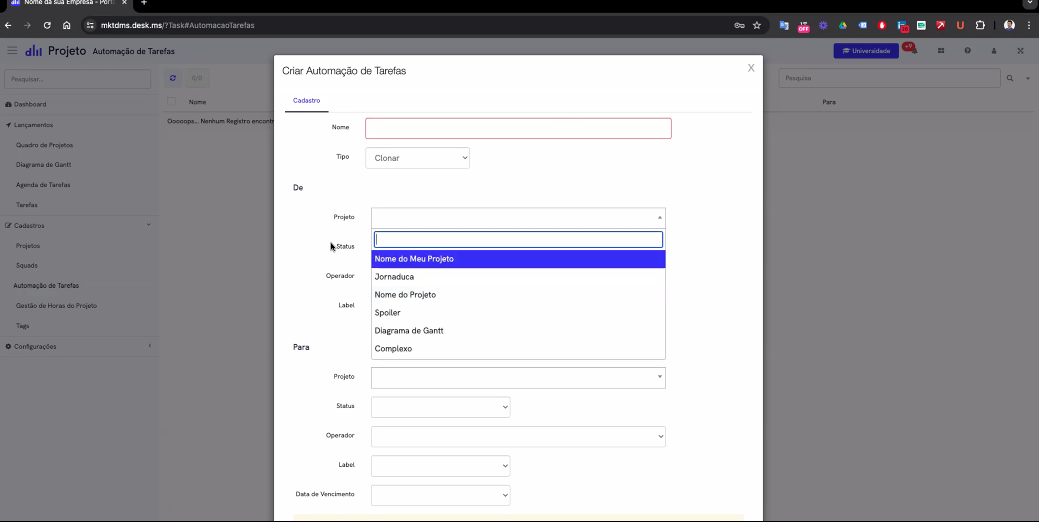 Nome da sua Empresa - Port
mktdms.desk.ms/?Task#AutomacaoTarefas
OFF
Projeto Automação de Tarefas
Universidade
+9
Pesquisar...
0/0
Pesquisa
Nome
Para
Ooooops... Nenhum Registro encontr
Dashboard
Lançamentos
Quadro de Projetos
Diagrama de Gantt
Agenda de Tarefas
Tarefas
Cadastros
Projetos
Squads
Automação de Tarefas
Gestão de Horas do Projeto
Tags
Configurações
Criar Automação de Tarefas
X
Cadastro
Nome
Tipo Clonar
De
Projeto
Status
Nome do Meu Projeto
Operador Jornaduca
Nome do Projeto
Label
Spoiler
Diagrama de Gantt
Para Complexo
Projeto
Status
Operador
Label
Data de Vencimento